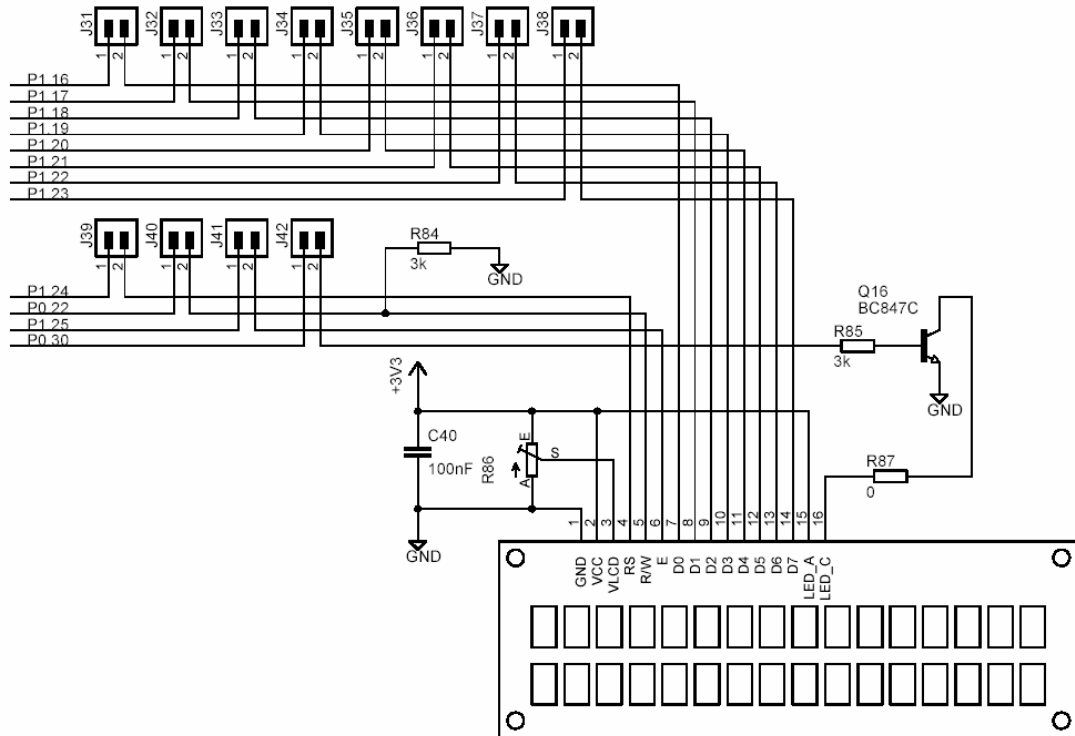 J31 J32 J33 J34 J35 J36 J37 J38
1 2 1 2 1 2 1 2 1 2 1 2 1 2 1 2
P1.16
P1.17
P1.18
P1.19
P1.20
P1.21
P1.22
P1.23
J39 J40 J41 J42
1 2 1 2 1 2 1 2
R84
3k
GND
P1.24
P0.22
P1.25
P0.30
Q16
BC847C
R85
3k
GND
+3V3
C40
100nF
R86
E
S
A
R87
0
GND
1 2 3 4 5 6 7 8 9 10 11 12 13 14 15 16
GND VCC VLCD RS R/W E D0 D1 D2 D3 D4 D5 D6 D7 LED_A LED_C